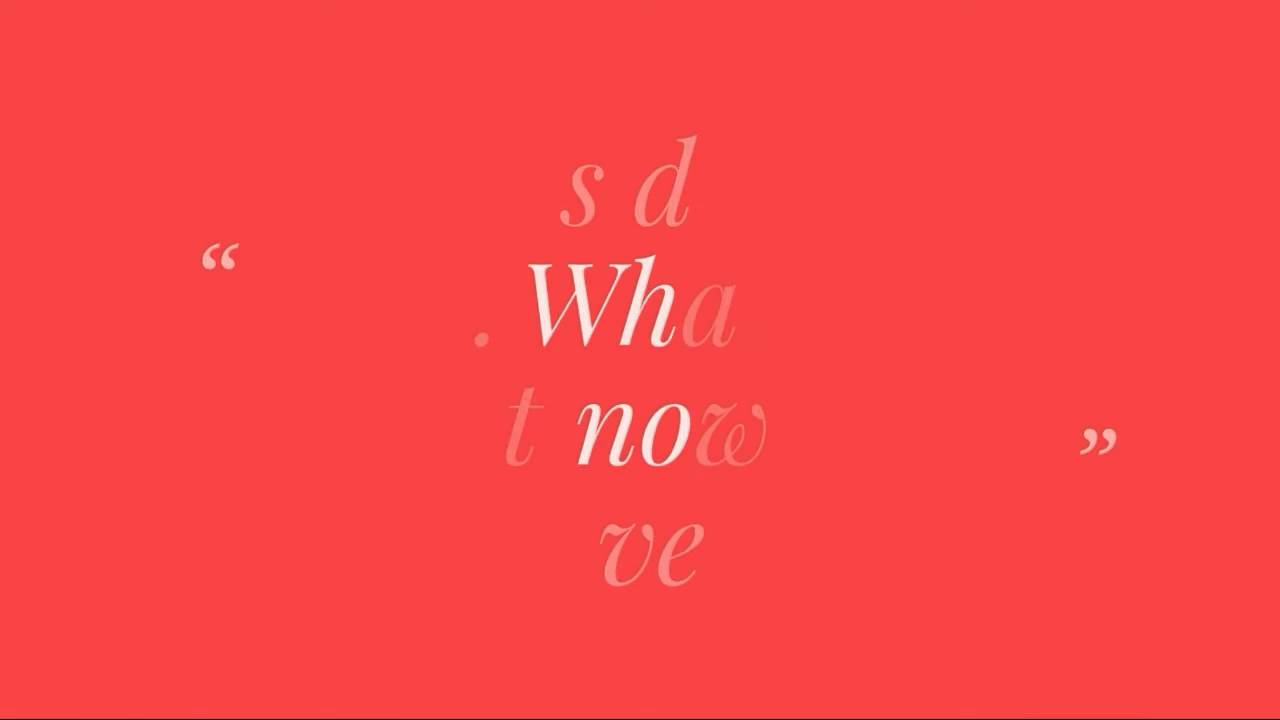 s d
“
. Wha
t now
”
ve